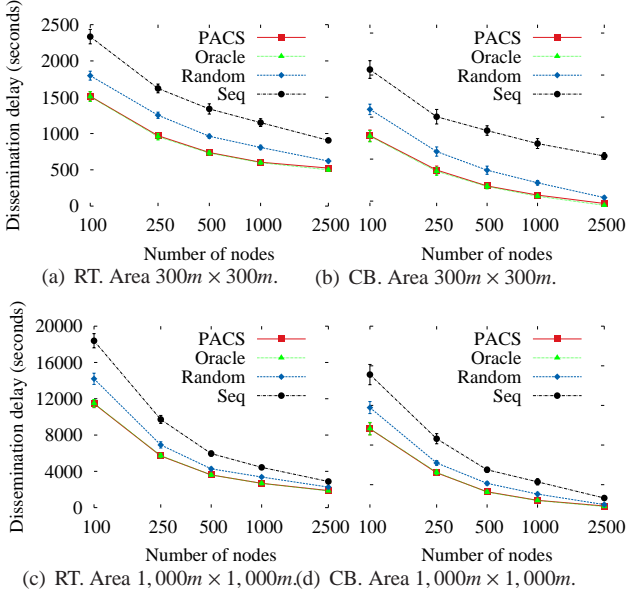 Dissemination delay (seconds)
2500
2000
1500
1000
500
0
PACS
Oracle
Random
Seq
100 250 500 1000 2500
Number of nodes
(a) RT. Area 300m × 300m.
PACS
Oracle
Random
Seq
100 250 500 1000 2500
Number of nodes
(b) CB. Area 300m × 300m.
Dissemination delay (seconds)
20000
16000
12000
8000
4000
0
PACS
Oracle
Random
Seq
100 250 500 1000 2500
Number of nodes
(c) RT. Area 1,000m × 1,000m.
PACS
Oracle
Random
Seq
100 250 500 1000 2500
Number of nodes
(d) CB. Area 1,000m × 1,000m.